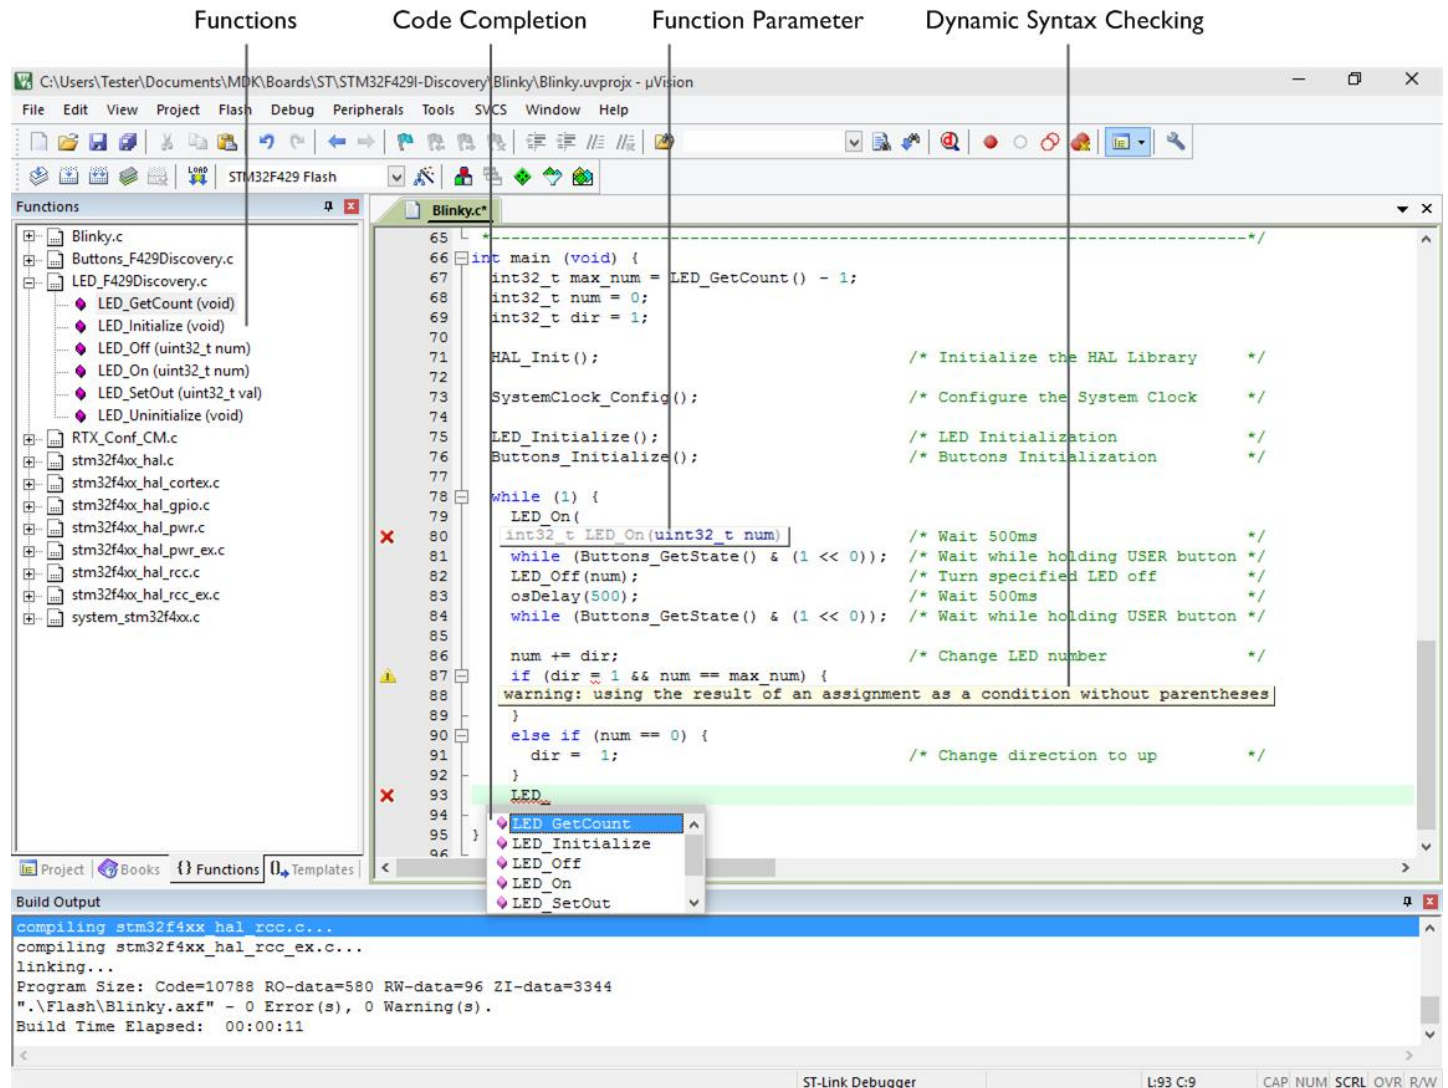 Functions Code Completion Function Parameter Dynamic Syntax Checking
C:\Users\Tester\Documents\MDK\Boards\ST\STM32F429I-Discovery\Blinky\Blinky.uvprojx - µVision
File Edit View Project Flash Debug Peripherals Tools SVCS Window Help
LOAD STM32F429 Flash
Functions
Blinky.c
Buttons_F429Discovery.c
LED_F429Discovery.c
LED_GetCount (void)
LED_Initialize (void)
LED_Off (uint32_t num)
LED_On (uint32_t num)
LED_SetOut (uint32_t val)
LED_Uninitialize (void)
RTX_Conf_CM.c
stm32f4xx_hal.c
stm32f4xx_hal_cortex.c
stm32f4xx_hal_gpio.c
stm32f4xx_hal_pwr.c
stm32f4xx_hal_pwr_ex.c
stm32f4xx_hal_rcc.c
stm32f4xx_hal_rcc_ex.c
system_stm32f4xx.c
Project Books {} Functions 0 Templates
Blinky.c*
65 *----------------------------------------------------------------------------*/
66 int main (void) {
67 int32_t max_num = LED_GetCount() - 1;
68 int32_t num = 0;
69 int32_t dir = 1;
70
71 HAL_Init(); /* Initialize the HAL Library */
72
73 SystemClock_Config(); /* Configure the System Clock */
74
75 LED_Initialize(); /* LED Initialization */
76 Buttons_Initialize(); /* Buttons Initialization */
77
78 while (1) {
79 LED_On(
80 int32_t LED_On(uint32_t num) /* Wait 500ms */
81 while (Buttons_GetState() & (1 << 0)); /* Wait while holding USER button */
82 LED_Off(num); /* Turn specified LED off */
83 osDelay(500); /* Wait 500ms */
84 while (Buttons_GetState() & (1 << 0)); /* Wait while holding USER button */
85
86 num += dir; /* Change LED number */
87 if (dir = 1 && num == max_num) {
88 warning: using the result of an assignment as a condition without parentheses
89 }
90 else if (num == 0) {
91 dir = 1; /* Change direction to up */
92 }
93 LED_
94
95 }
96
LED_GetCount
LED_Initialize
LED_Off
LED_On
LED_SetOut
Build Output
compiling stm32f4xx_hal_rcc.c...
compiling stm32f4xx_hal_rcc_ex.c...
linking...
Program Size: Code=10788 RO-data=580 RW-data=96 ZI-data=3344
".\Flash\Blinky.axf" - 0 Error(s), 0 Warning(s).
Build Time Elapsed: 00:00:11
ST-Link Debugger L:93 C:9 CAP NUM SCRL OVR R/W